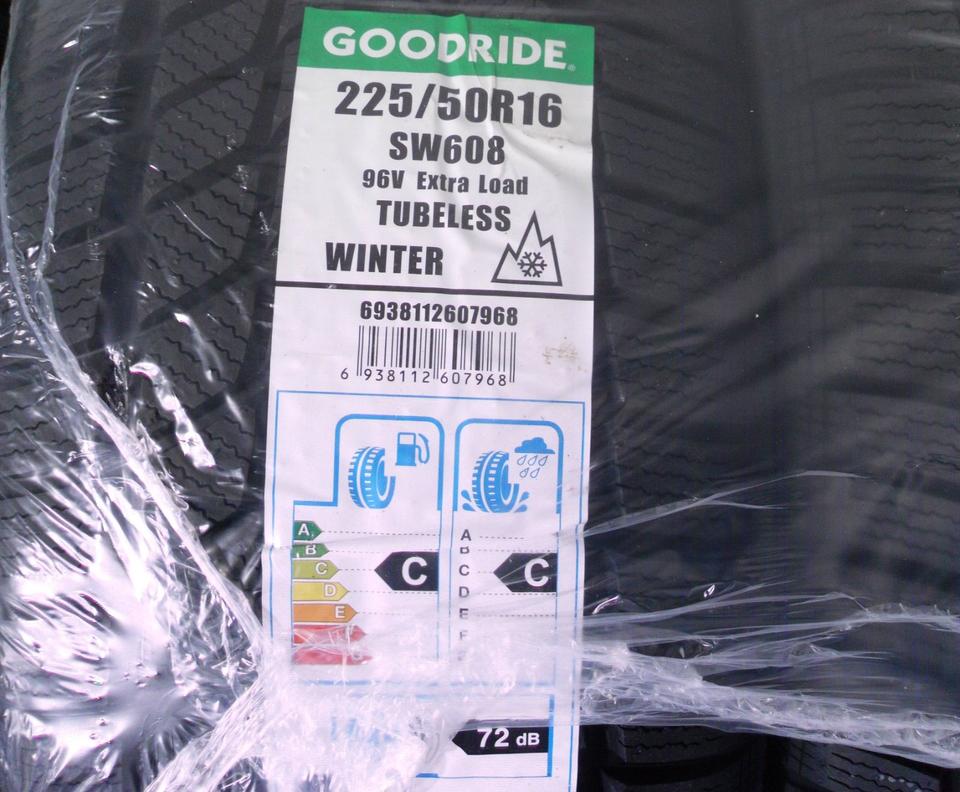 GOODRIDE®
225/50R16
SW608
96V Extra Load
TUBELESS
WINTER
6938112607968
6 938112 607968
A
B
C
D
E
C
A
B
C
D
E
F
C
72 dB